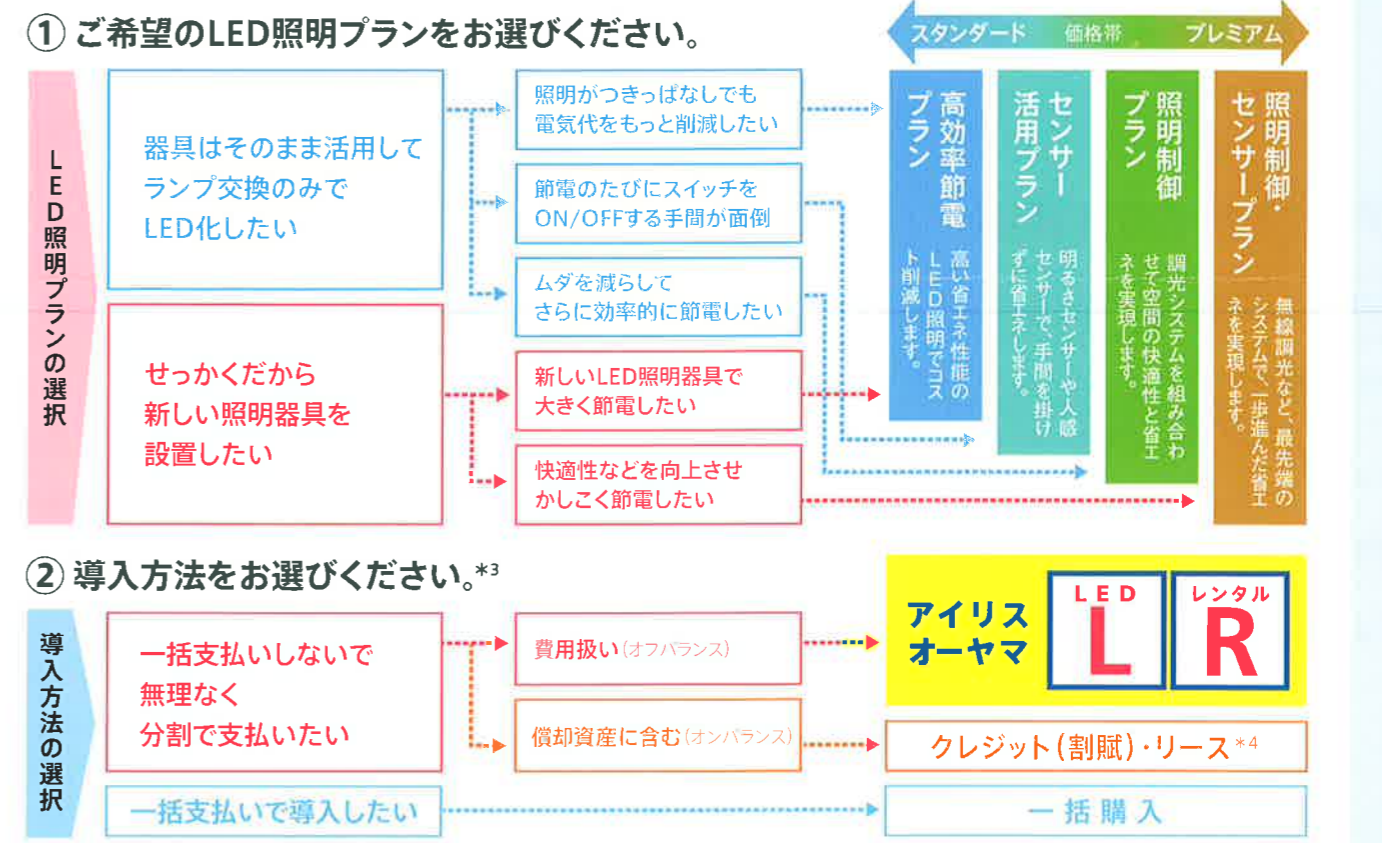 ① ご希望のLED照明プランをお選びください。
スタンダード 価格帯 プレミアム
LED照明プランの選択
器具はそのまま活用して
ランプ交換のみで
LED化したい
照明がつきっぱなしでも
電気代をもっと削減したい
節電のたびにスイッチを
ON/OFFする手間が面倒
ムダを減らして
さらに効率的に節電したい
せっかくだから
新しい照明器具を
設置したい
新しいLED照明器具で
大きく節電したい
快適性などを向上させ
かしこく節電したい
高効率節電
プラン
高い省エネ性能の
LED照明でコス
ト削減します。
センサー
活用プラン
明るさセンサーや人感
センサーで、手間を掛け
ずに省エネします。
照明制御
プラン
調光システムを組み合わ
せて空間の快適性と省エ
ネを実現します。
照明制御・
センサープラン
無線調光など、最先端の
システムで、一歩進んだ省エ
ネを実現します。
② 導入方法をお選びください。*3
導入方法の選択
一括支払いしないで
無理なく
分割で支払いたい
費用扱い(オフバランス)
償却資産に含む(オンバランス)
一括支払いで導入したい
アイリス
オーヤマ
LED
L
レンタル
R
クレジット(割賦)・リース*4
一括購入